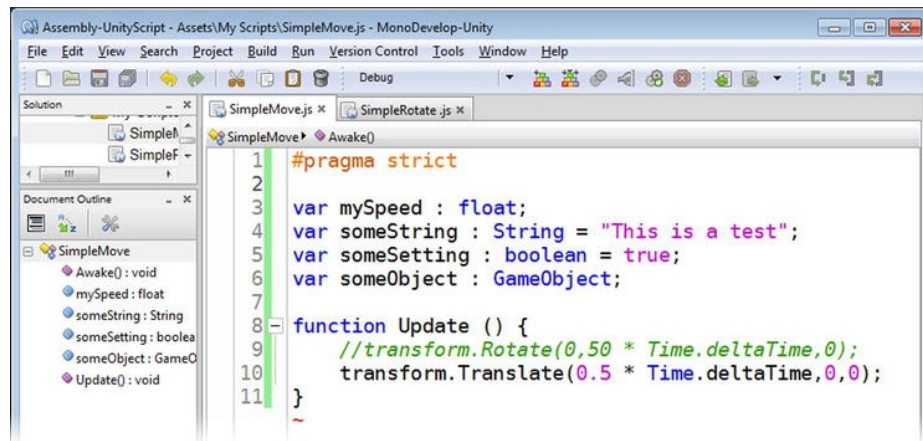 Assembly-UnityScript - Assets\My Scripts\SimpleMove.js - MonoDevelop-Unity
File Edit View Search Project Build Run Version Control Tools Window Help
Debug
Solution
SimpleMove.js SimpleRotate.js
SimpleMove Awake()
SimpleF
Document Outline
SimpleMove
Awake() : void
mySpeed : float
someString : String
someSetting : boolea
someObject : GameO
Update() : void
1 #pragma strict
2
3 var mySpeed : float;
4 var someString : String = "This is a test";
5 var someSetting : boolean = true;
6 var someObject : GameObject;
7
8 function Update () {
9 //transform.Rotate(0,50 * Time.deltaTime,0);
10 transform.Translate(0.5 * Time.deltaTime,0,0);
11 }
~